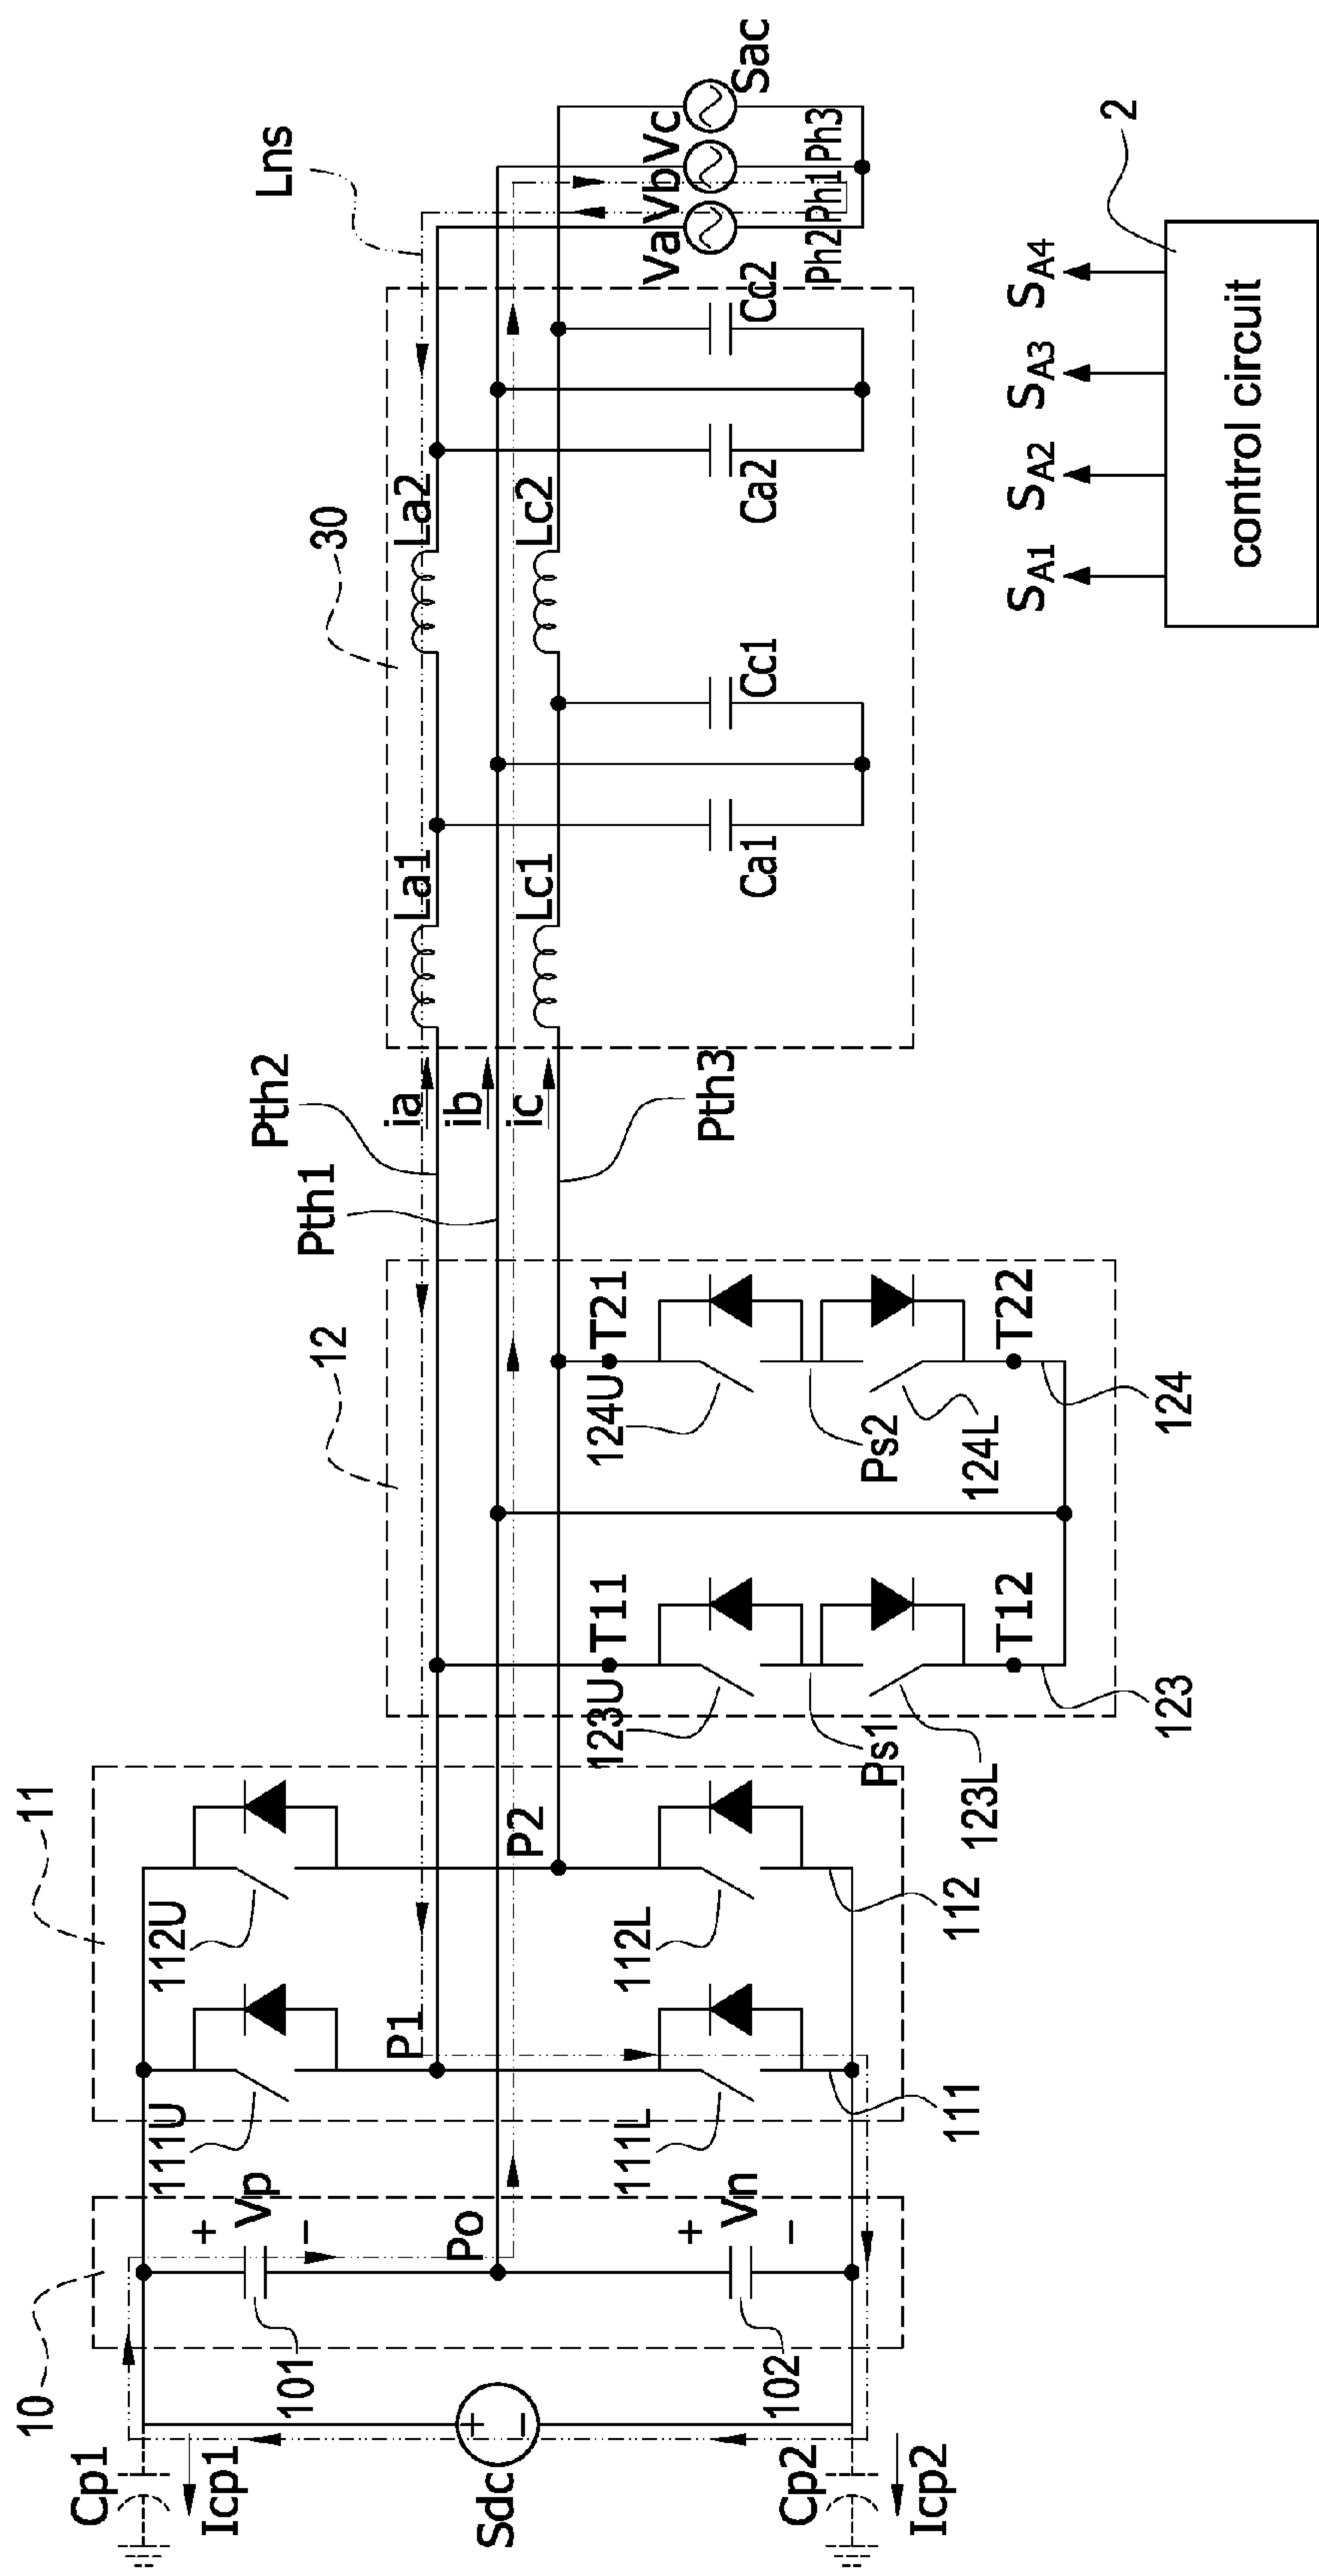 10
11
12
30
Lns
Cp1
Icp1
Sdc
Cp2
Icp2
101
102
+
Vp
−
Po
+
Vn
−
+
−
111U
112U
P1
P2
111L
112L
111
112
Pth1
Pth2
Pth3
123U
T11
Ps1
123L
T12
123
124U
T21
Ps2
124L
T22
124
ia
ib
ic
La1
La2
Lc1
Lc2
Ca1
Cc1
Ca2
Cc2
Va
Vb
Vc
Sac
Ph2
Ph1
Ph3
SA1
SA2
SA3
SA4
2
control circuit